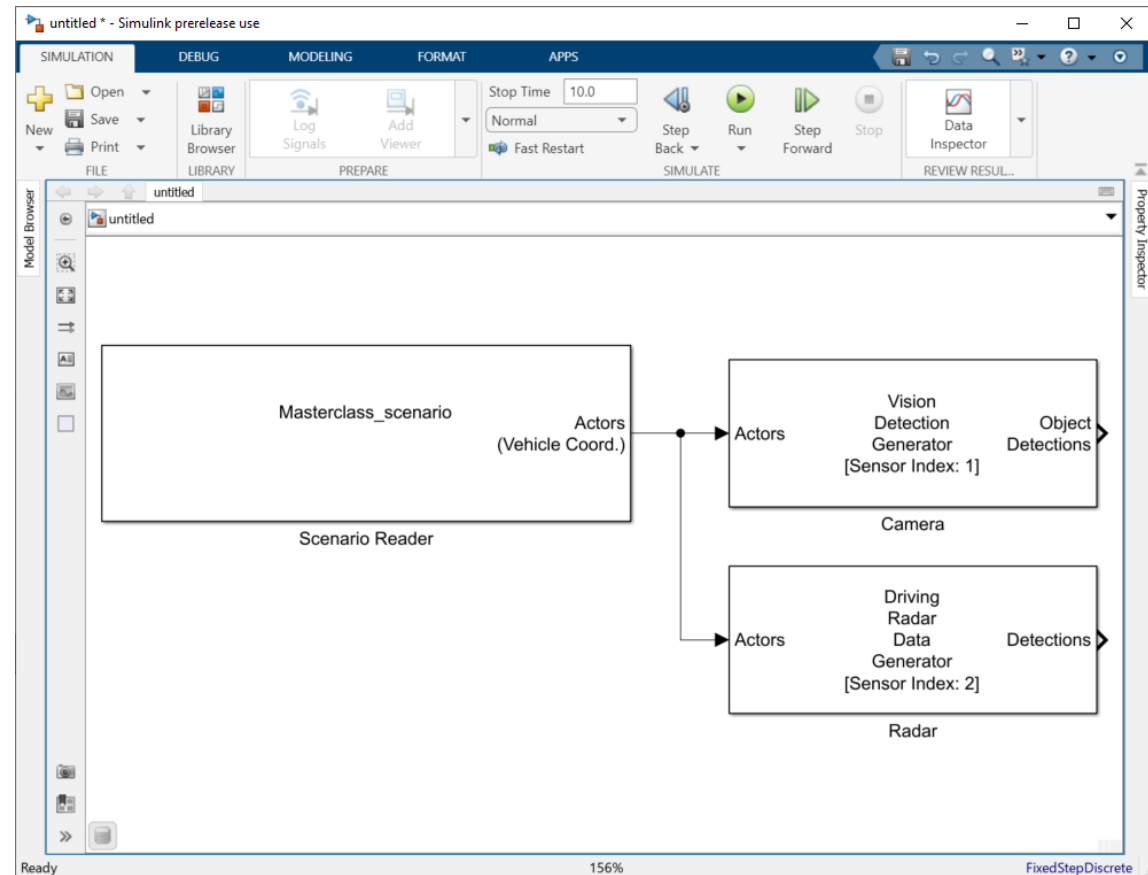 untitled * - Simulink prerelease use
SIMULATION DEBUG MODELING FORMAT APPS
New
Open
Save
Print
FILE
Library
Browser
LIBRARY
Log
Signals
Add
Viewer
PREPARE
Stop Time 10.0
Normal
Fast Restart
Step
Back
Run
Step
Forward
Stop
SIMULATE
Data
Inspector
REVIEW RESUL...
Model Browser
untitled
untitled
Property Inspector
Masterclass_scenario
Actors
(Vehicle Coord.)
Scenario Reader
Actors
Vision
Detection
Generator
[Sensor Index: 1]
Object
Detections
Camera
Actors
Driving
Radar
Data
Generator
[Sensor Index: 2]
Detections
Radar
Ready 156% FixedStepDiscrete